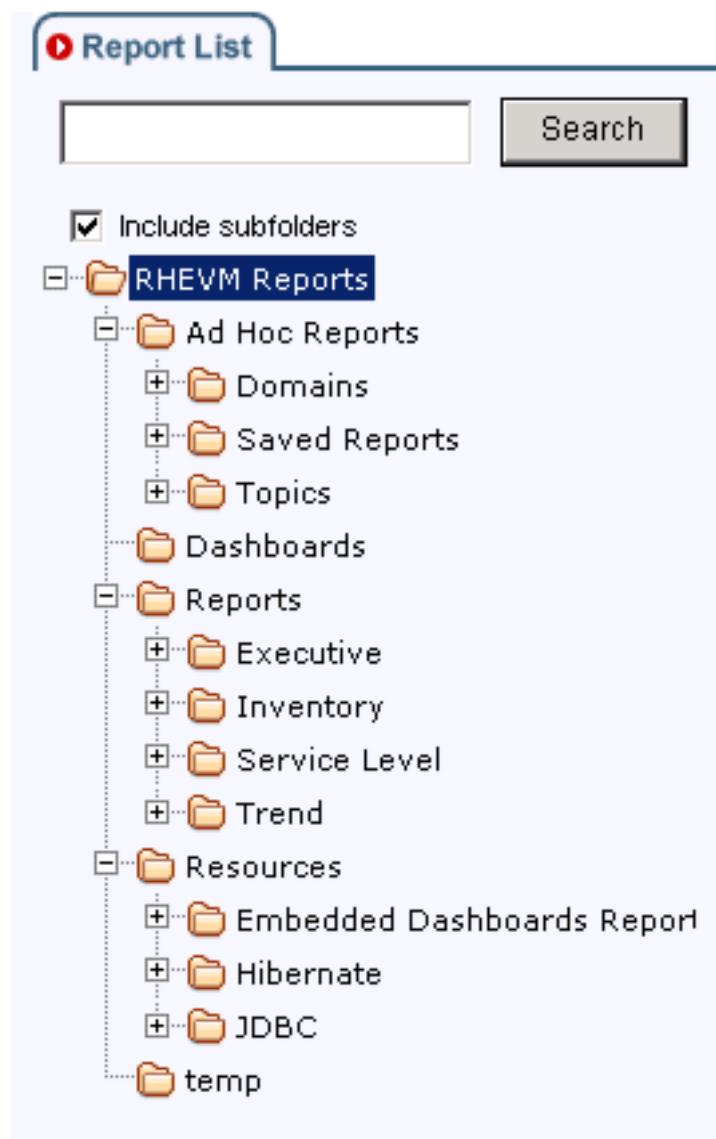 Report List
Search
Include subfolders
RHEVM Reports
Ad Hoc Reports
Domains
Saved Reports
Topics
Dashboards
Reports
Executive
Inventory
Service Level
Trend
Resources
Embedded Dashboards Report
Hibernate
JDBC
temp